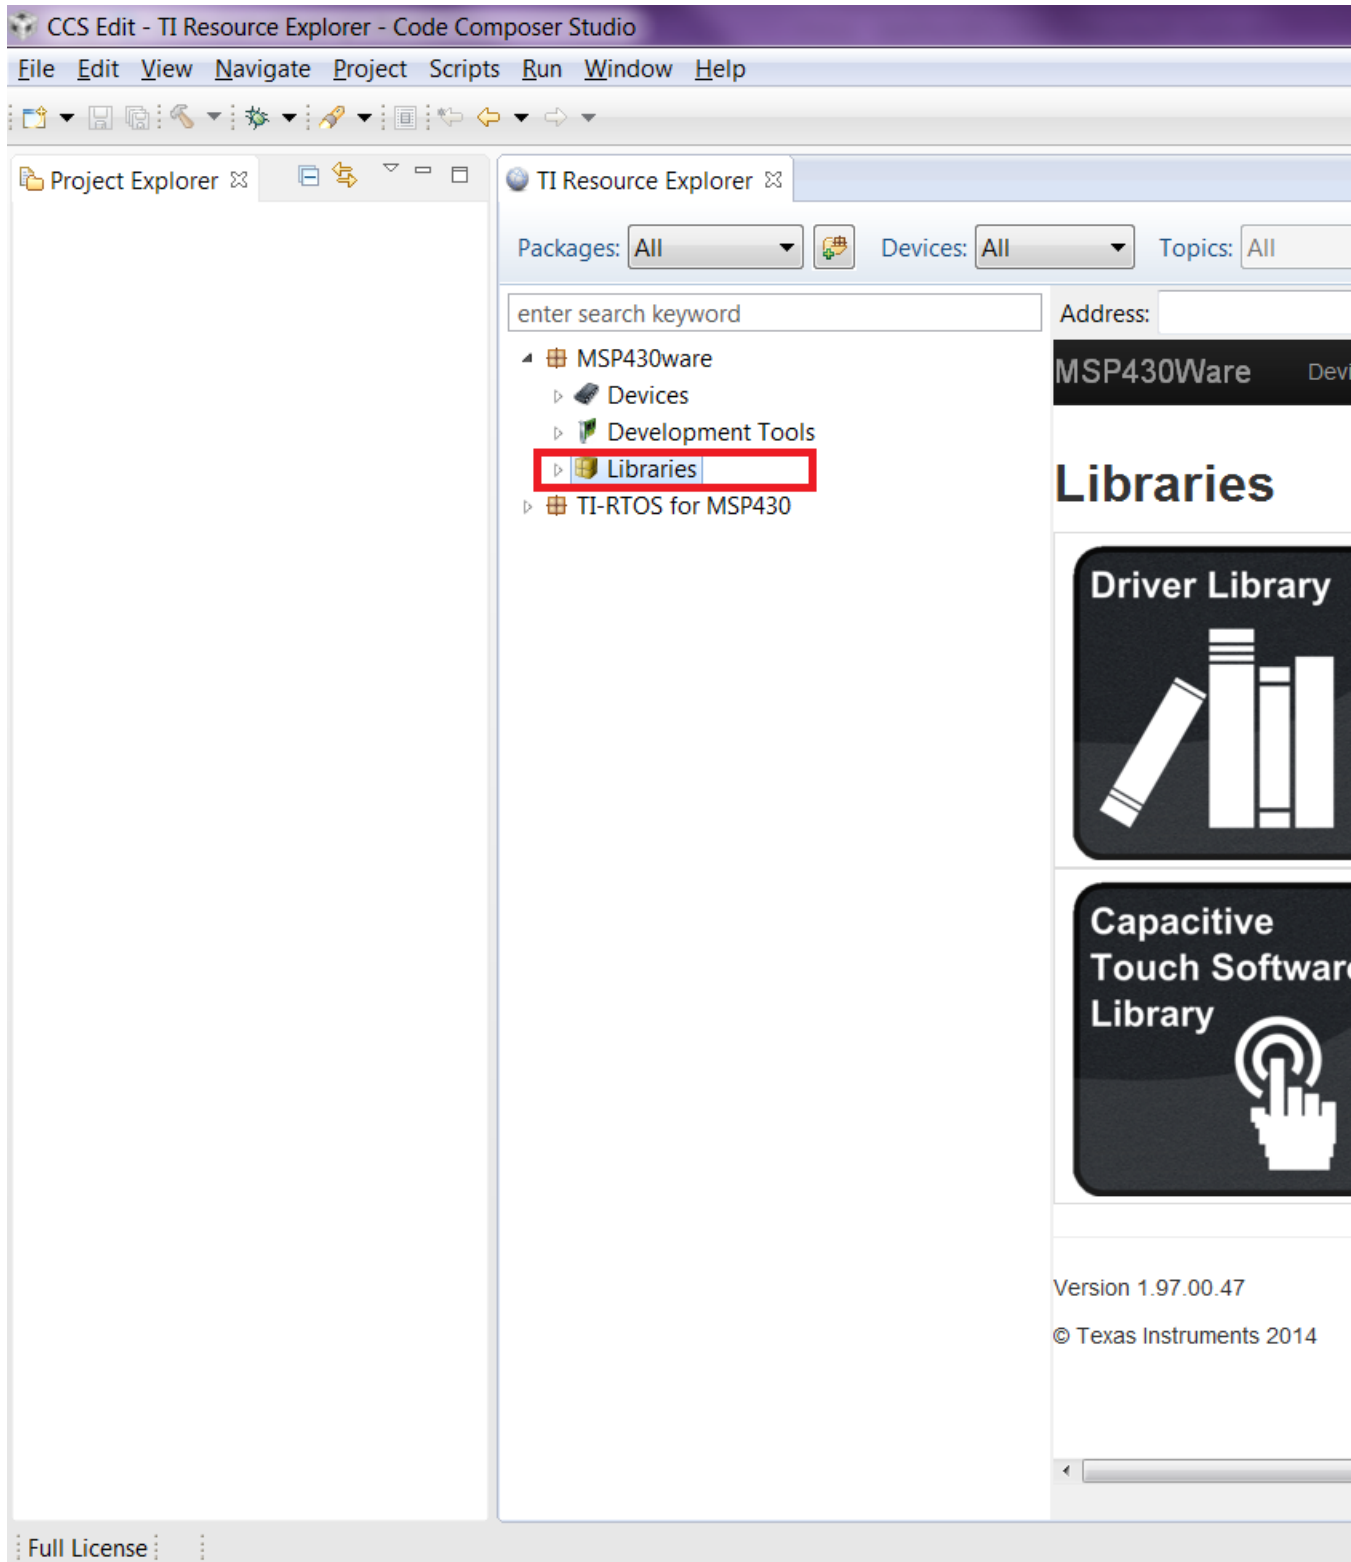 CCS Edit - TI Resource Explorer - Code Composer Studio
File Edit View Navigate Project Scripts Run Window Help
Project Explorer
TI Resource Explorer
Packages: All Devices: All Topics: All
enter search keyword
Address:
MSP430ware
Devices
Development Tools
Libraries
TI-RTOS for MSP430
MSP430Ware Devi
Libraries
Driver Library
Capacitive
Touch Software
Library
Version 1.97.00.47
© Texas Instruments 2014
Full License